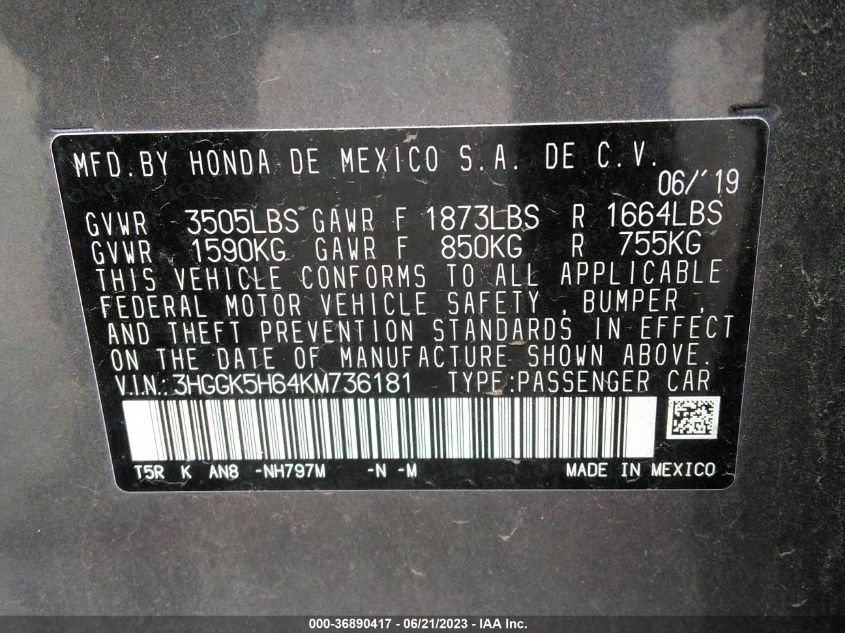 MFD.BY HONDA DE MEXICO S.A. DE C.V.
06/'19
GVWR 3505LBS GAWR F 1873LBS R 1664LBS
GVWR 1590KG GAWR F 850KG R 755KG
THIS VEHICLE CONFORMS TO ALL APPLICABLE
FEDERAL MOTOR VEHICLE SAFETY , BUMPER ,
AND THEFT PREVENTION STANDARDS IN EFFECT
ON THE DATE OF MANUFACTURE SHOWN ABOVE.
V.I.N.: 3HGGK5H64KM736181 TYPE:PASSENGER CAR
T5R K AN8 -NH797M -N -M MADE IN MEXICO
000-36890417 - 06/21/2023 - IAA Inc.